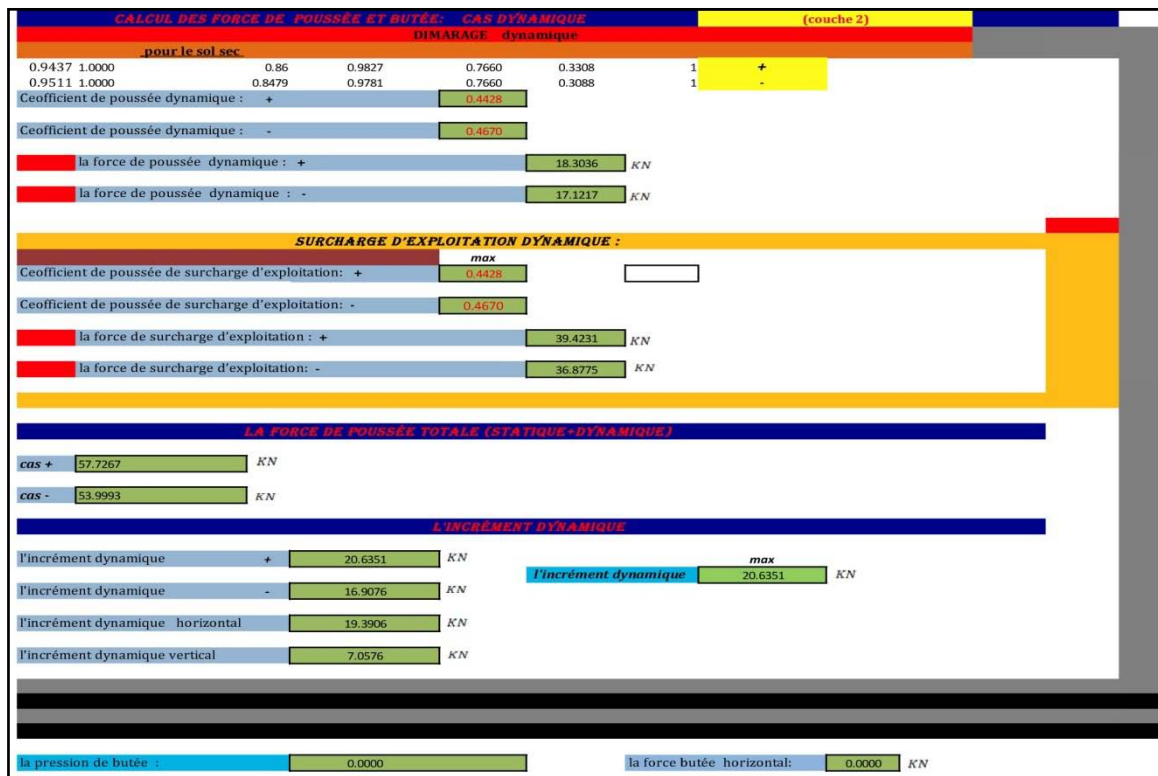 CALCUL DES FORCE DE POUSSÉE ET BUTÉE: CAS DYNAMIQUE (couche 2)
DIMARAGE dynamique
pour le sol sec
0.9437 1.0000 0.86 0.9827 0.7660 0.3308 1 +
0.9511 1.0000 0.8479 0.9781 0.7660 0.3088 1 -
Ceofficient de poussée dynamique : + 0.4428
Ceofficient de poussée dynamique : - 0.4670
la force de poussée dynamique : + 18.3036 KN
la force de poussée dynamique : - 17.1217 KN
SURCHARGE D'EXPLOITATION DYNAMIQUE :
max
Ceofficient de poussée de surcharge d'exploitation: + 0.4428
Ceofficient de poussée de surcharge d'exploitation: - 0.4670
la force de surcharge d'exploitation : + 39.4231 KN
la force de surcharge d'exploitation: - 36.8775 KN
LA FORCE DE POUSSÉE TOTALE (STATIQUE+DYNAMIQUE)
cas + 57.7267 KN
cas - 53.9993 KN
L'INCRÉMENT DYNAMIQUE
l'incrément dynamique + 20.6351 KN
max
l'incrément dynamique 20.6351 KN
l'incrément dynamique - 16.9076 KN
l'incrément dynamique horizontal 19.3906 KN
l'incrément dynamique vertical 7.0576 KN
la pression de butée : 0.0000 la force butée horizontal: 0.0000 KN